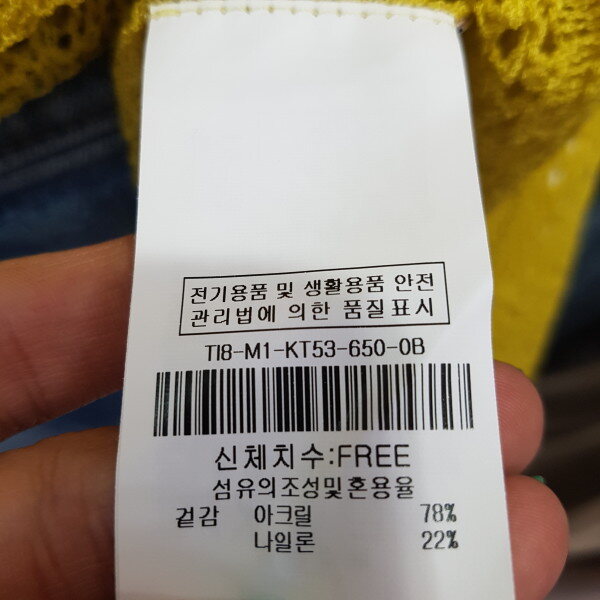 전기용품 및 생활용품 안전
관리법에 의한 품질표시
TI8-M1-KT53-650-0B
신체치수:FREE
섬유의조성및혼용율
겉감 아크릴 78%
나일론 22%